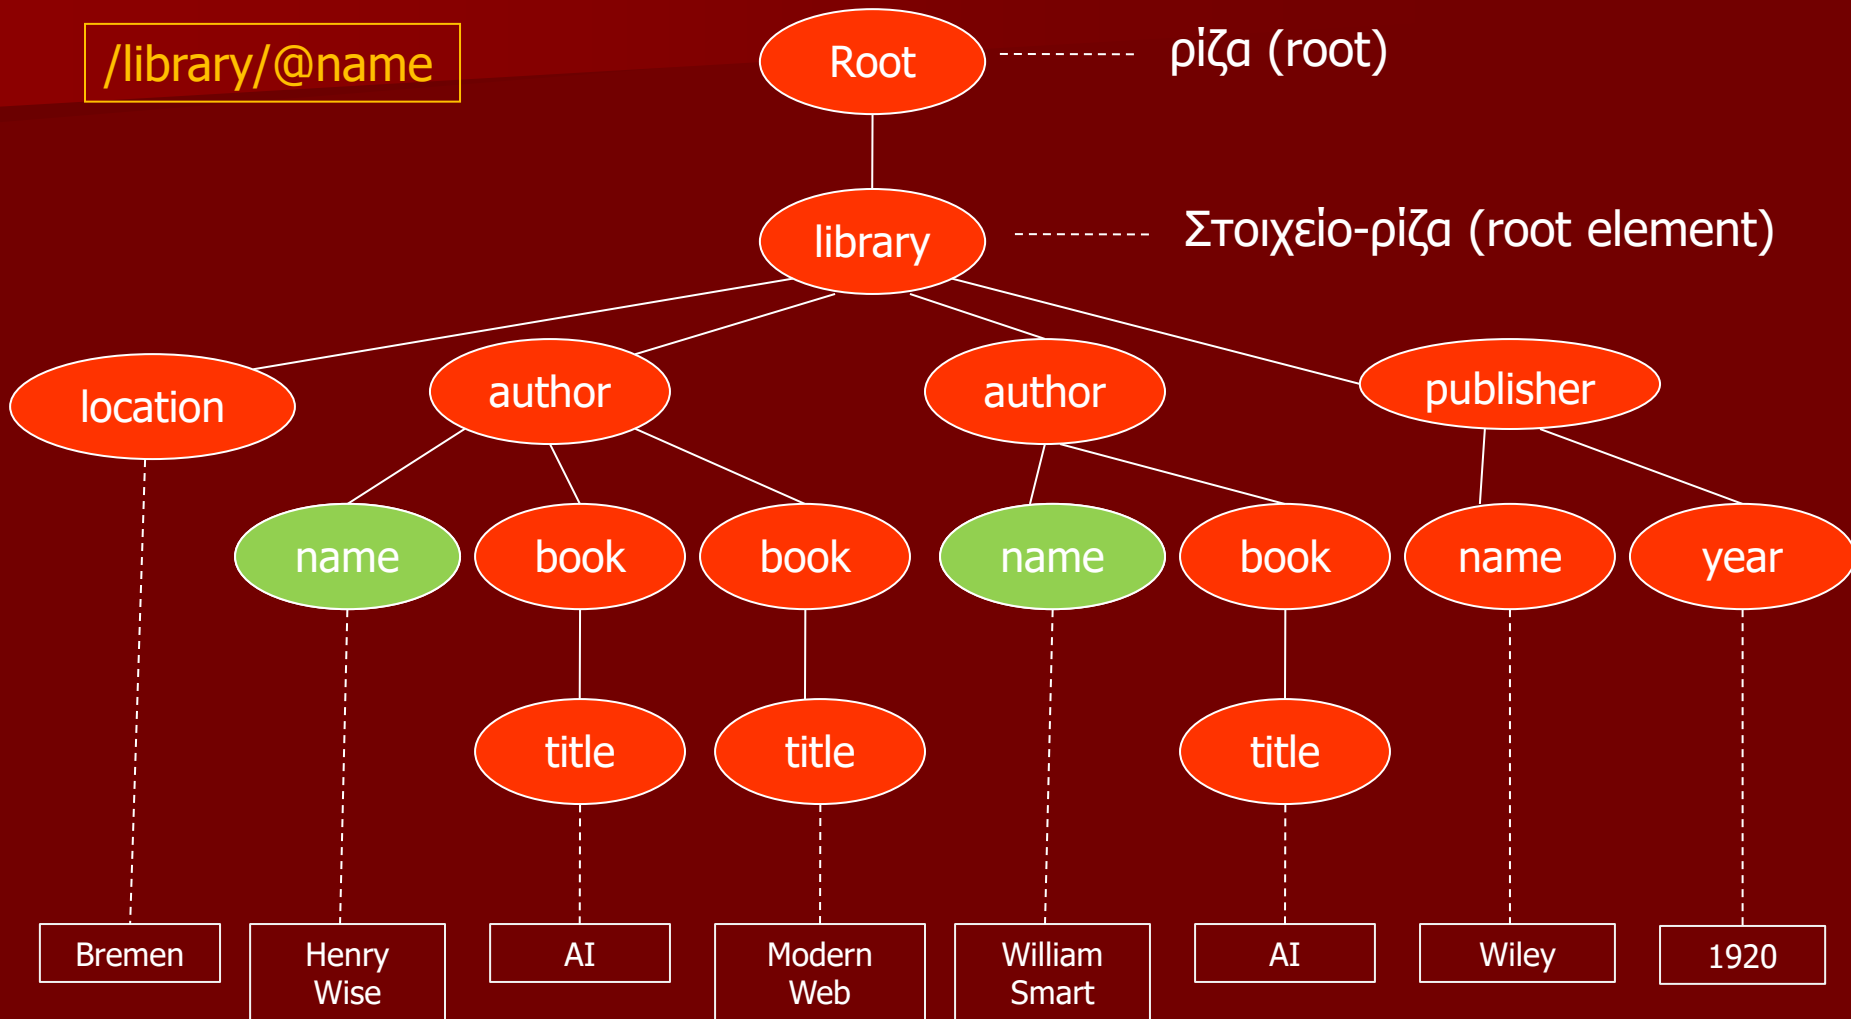 /library/@name
Root
ρίζα (root)
library
Στοιχείο-ρίζα (root element)
location
author
author
publisher
name
book
book
name
book
name
year
title
title
title
Bremen
Henry
Wise
AI
Modern
Web
William
Smart
AI
Wiley
1920